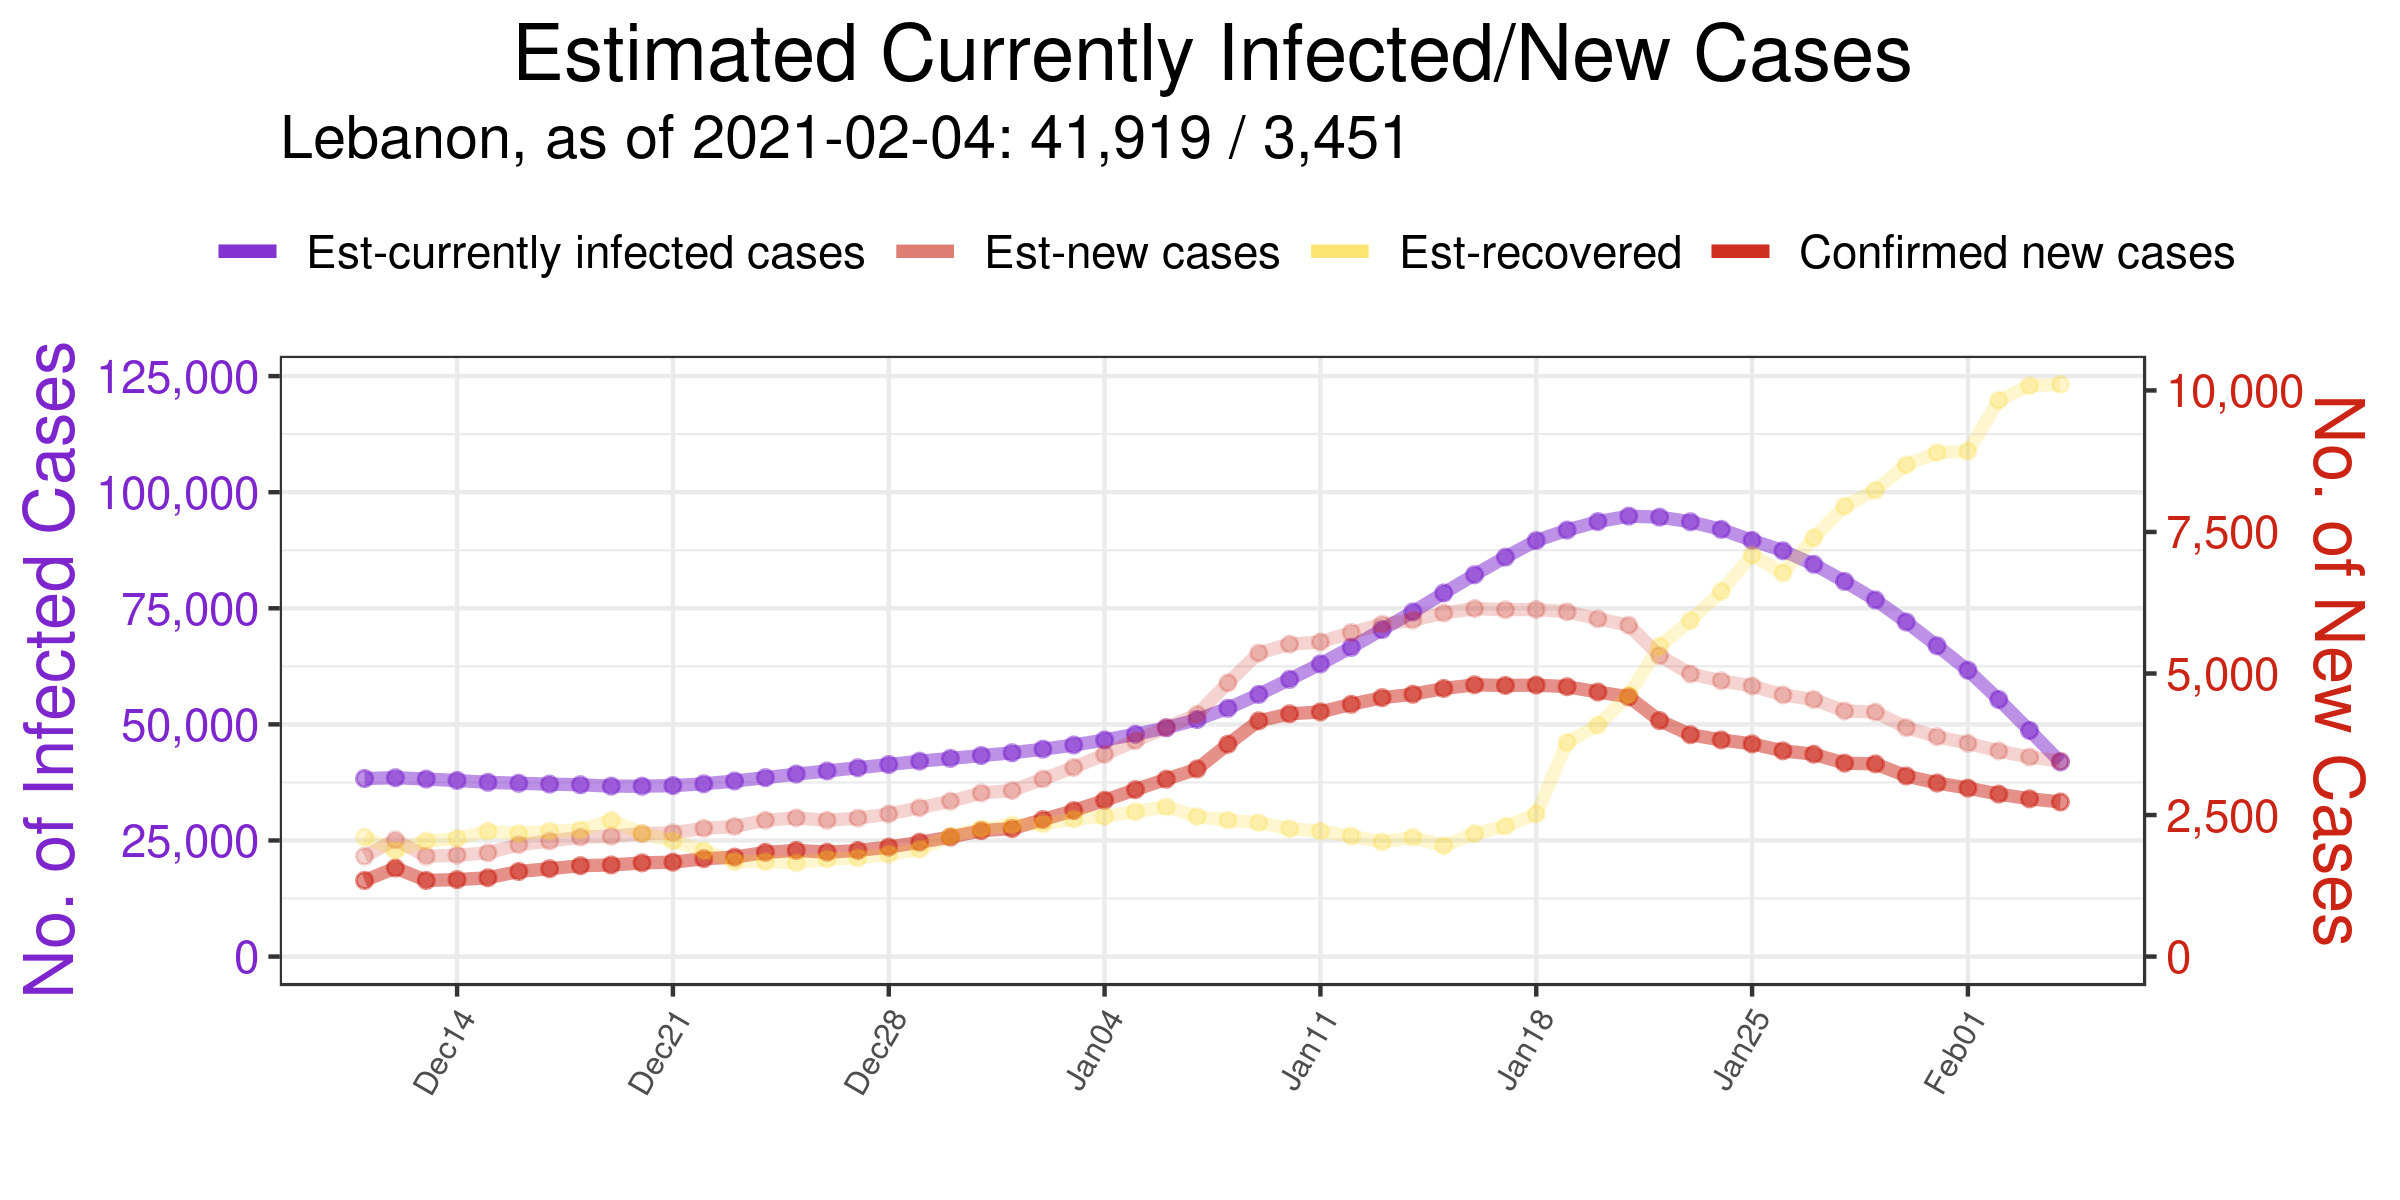 Estimated Currently Infected/New Cases
Lebanon, as of 2021-02-04: 41,919 / 3,451
Est-currently infected cases Est-new cases Est-recovered Confirmed new cases
No. of Infected Cases
125,000
100,000
75,000
50,000
25,000
0
10,000
7,500
5,000
2,500
0
No. of New Cases
Dec14 Dec21 Dec28 Jan04 Jan11 Jan18 Jan25 Feb01